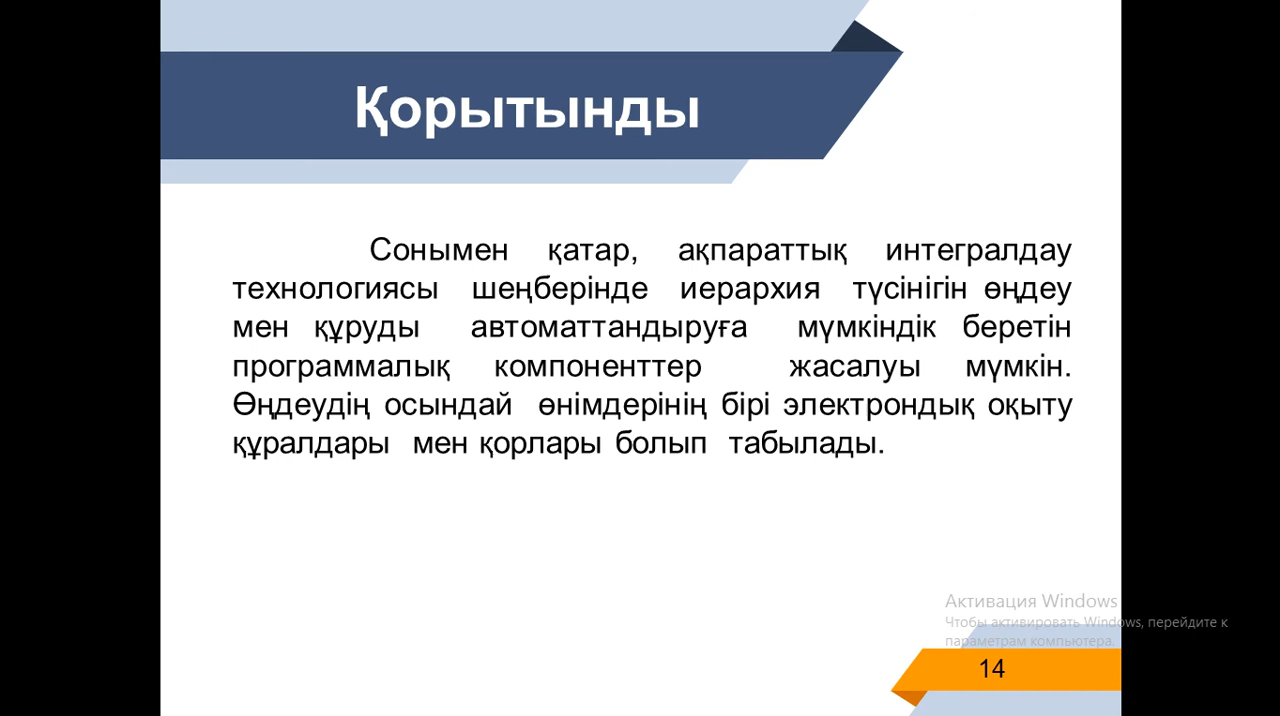 Қорытынды
Сонымен қатар, ақпараттық интегралдау
технологиясы шеңберінде иерархия түсінігін өңдеу
мен құруды автоматтандыруға мүмкіндік беретін
программалық компоненттер жасалуы мүмкін.
Өңдеудің осындай өнімдерінің бірі электрондық оқыту
құралдары мен қорлары болып табылады.
Активация Windows
Чтобы активировать Windows, перейдите к
параметрам компьютера.
14